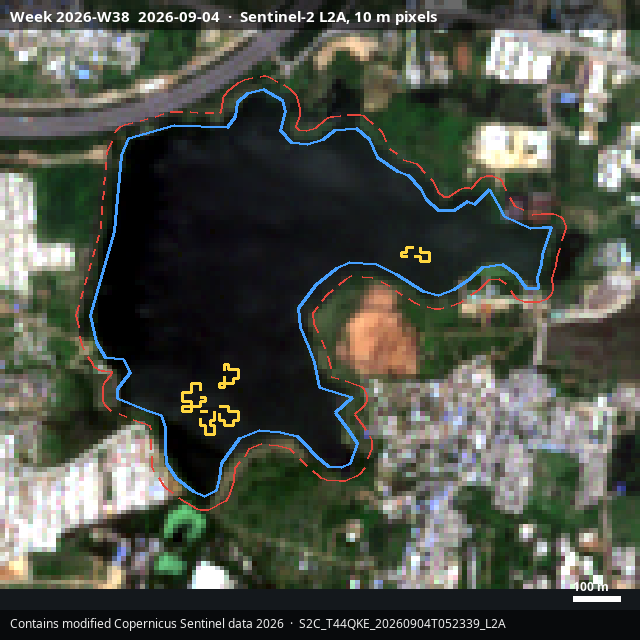 Week 2026-W38  2026-09-04  ·  Sentinel-2 L2A, 10 m pixels
100 m
Contains modified Copernicus Sentinel data 2026  ·  S2C_T44QKE_20260904T052339_L2A